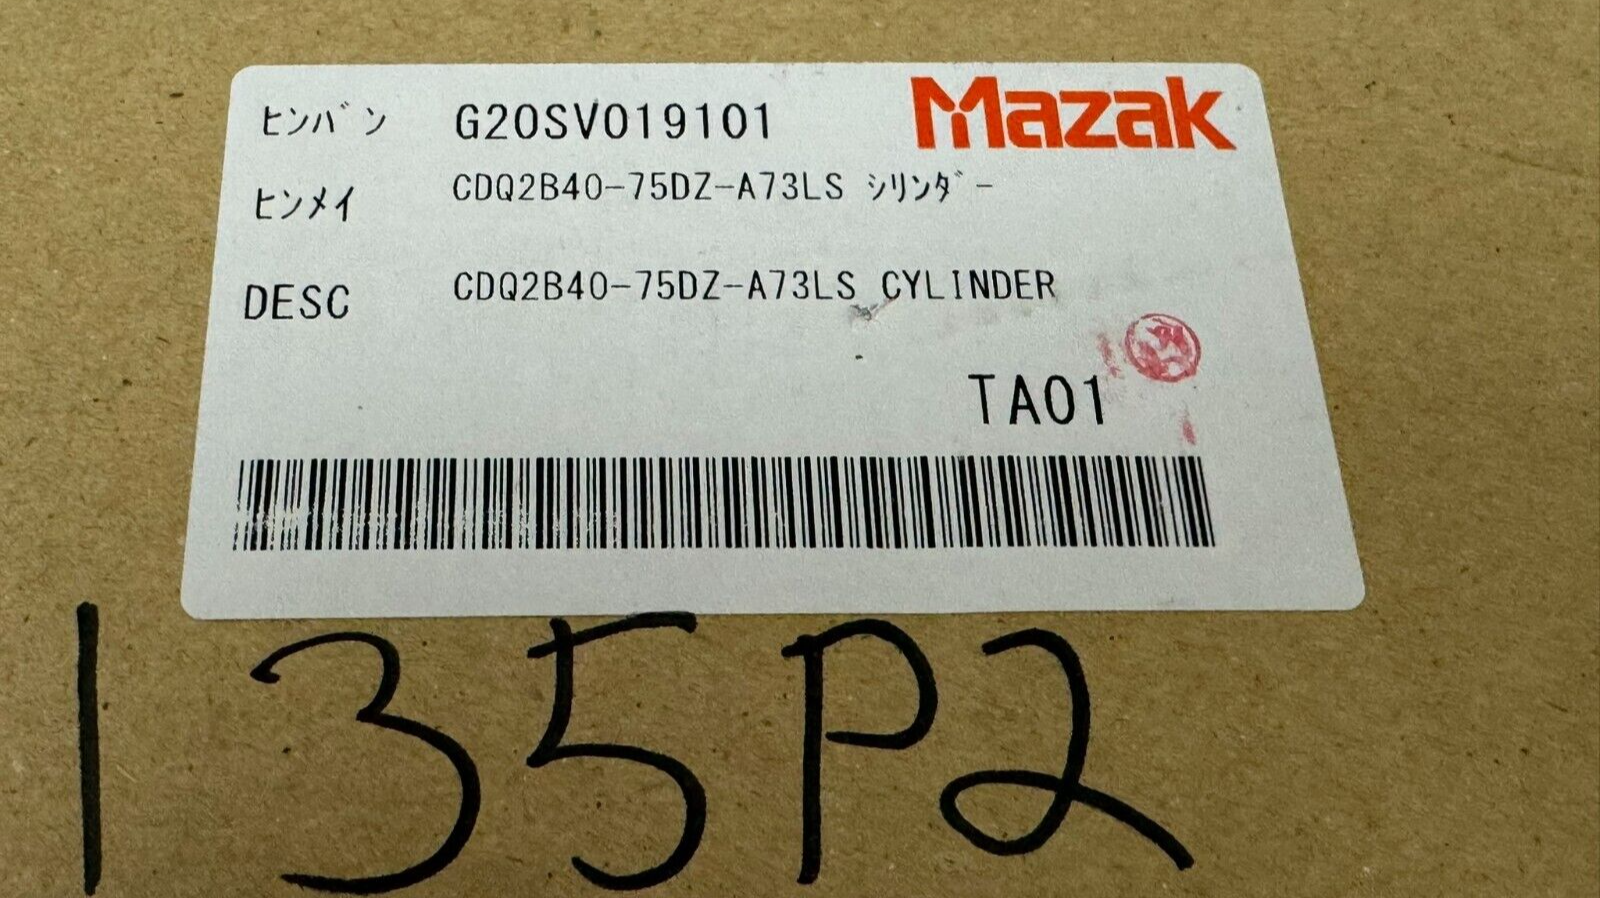 ﾋﾝﾊﾞﾝ G20SV019101 Mazak
ﾋﾝﾒｲ CDQ2B40-75DZ-A73LS ｼﾘﾝﾀﾞｰ
DESC CDQ2B40-75DZ-A73LS CYLINDER
TA01
135P2